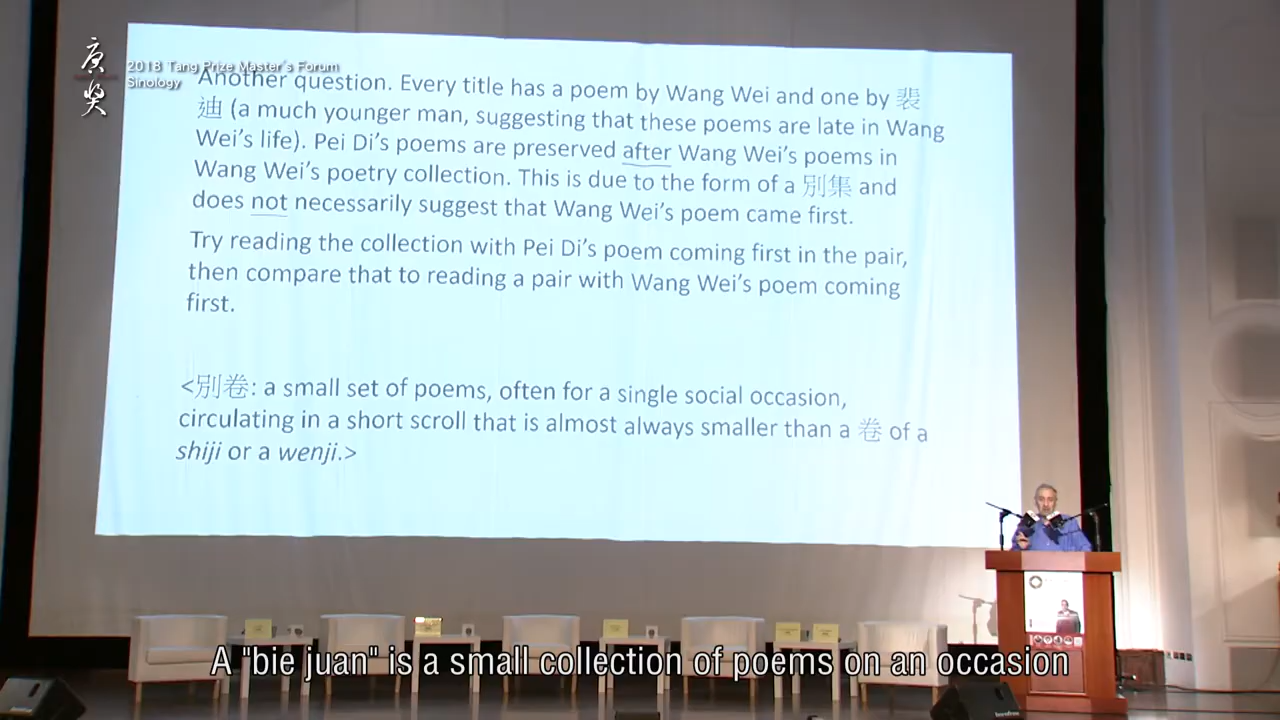 庚
獎
2018 Tang Prize Master's Forum
Sinology
Another question. Every title has a poem by Wang Wei and one by 裴
迪 (a much younger man, suggesting that these poems are late in Wang
Wei's life). Pei Di's poems are preserved after Wang Wei's poems in
Wang Wei's poetry collection. This is due to the form of a 別集 and
does not necessarily suggest that Wang Wei's poem came first.
Try reading the collection with Pei Di's poem coming first in the pair,
then compare that to reading a pair with Wang Wei's poem coming
first.
<別卷: a small set of poems, often for a single social occasion,
circulating in a short scroll that is almost always smaller than a 卷 of a
shiji or a wenji.>
A "bie juan" is a small collection of poems on an occasion